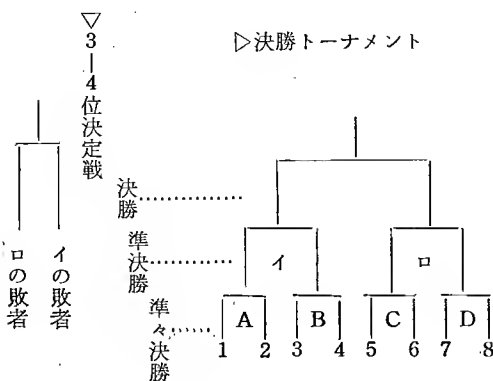 ▷決勝トーナメント
決勝
準決勝
準々決勝
イ
ロ
A
B
C
D
1 2 3 4 5 6 7 8
▽3―4位決定戦
イの敗者
ロの敗者